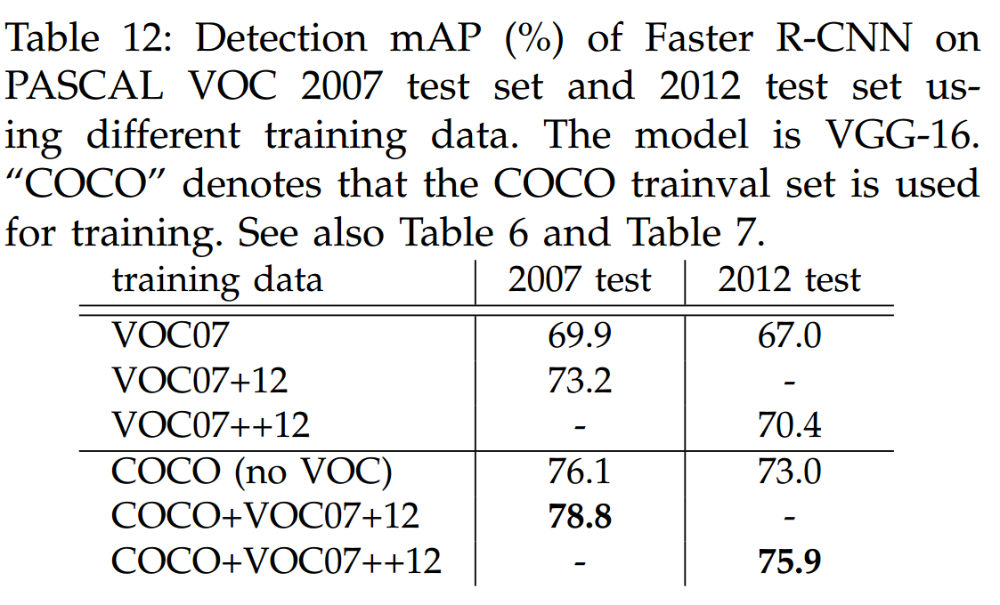 Table 12: Detection mAP (%) of Faster R-CNN on
PASCAL VOC 2007 test set and 2012 test set us-
ing different training data. The model is VGG-16.
“COCO” denotes that the COCO trainval set is used
for training. See also Table 6 and Table 7.
training data 2007 test 2012 test
VOC07 69.9 67.0
VOC07+12 73.2 -
VOC07++12 - 70.4
COCO (no VOC) 76.1 73.0
COCO+VOC07+12 78.8 -
COCO+VOC07++12 - 75.9